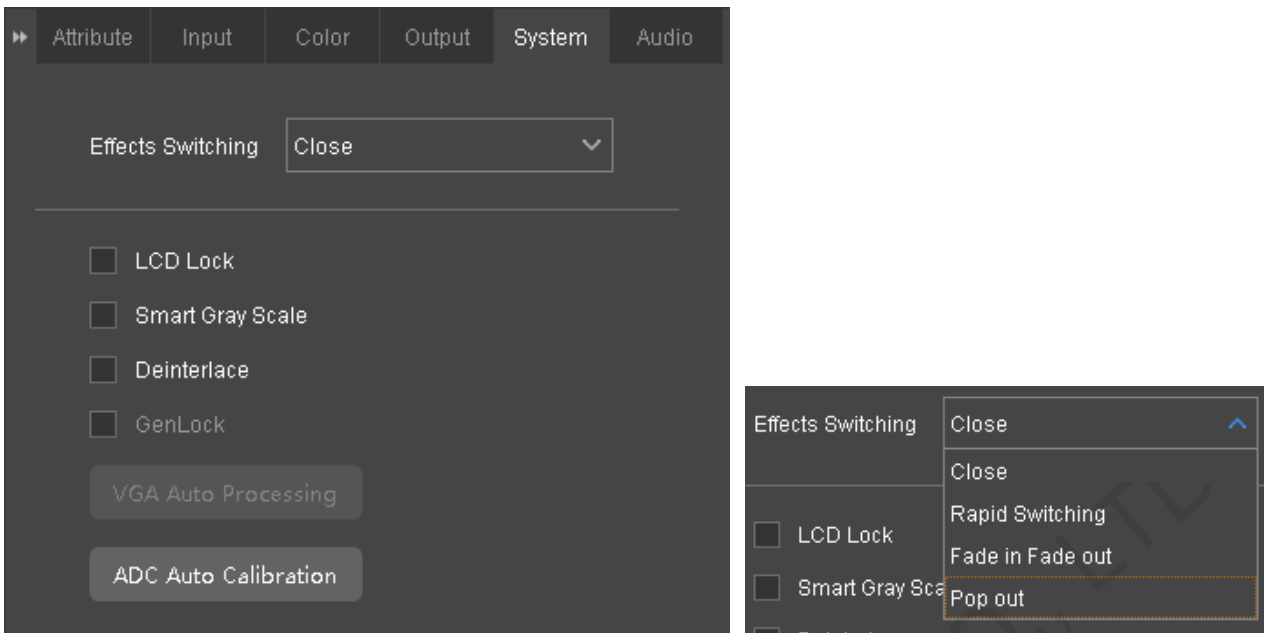 Attribute Input Color Output System Audio
Effects Switching Close
LCD Lock
Smart Gray Scale
Deinterlace
GenLock
VGA Auto Processing
ADC Auto Calibration
Effects Switching Close
Close
Rapid Switching
Fade in Fade out
Pop out
LCD Lock
Smart Gray Sca
LTD